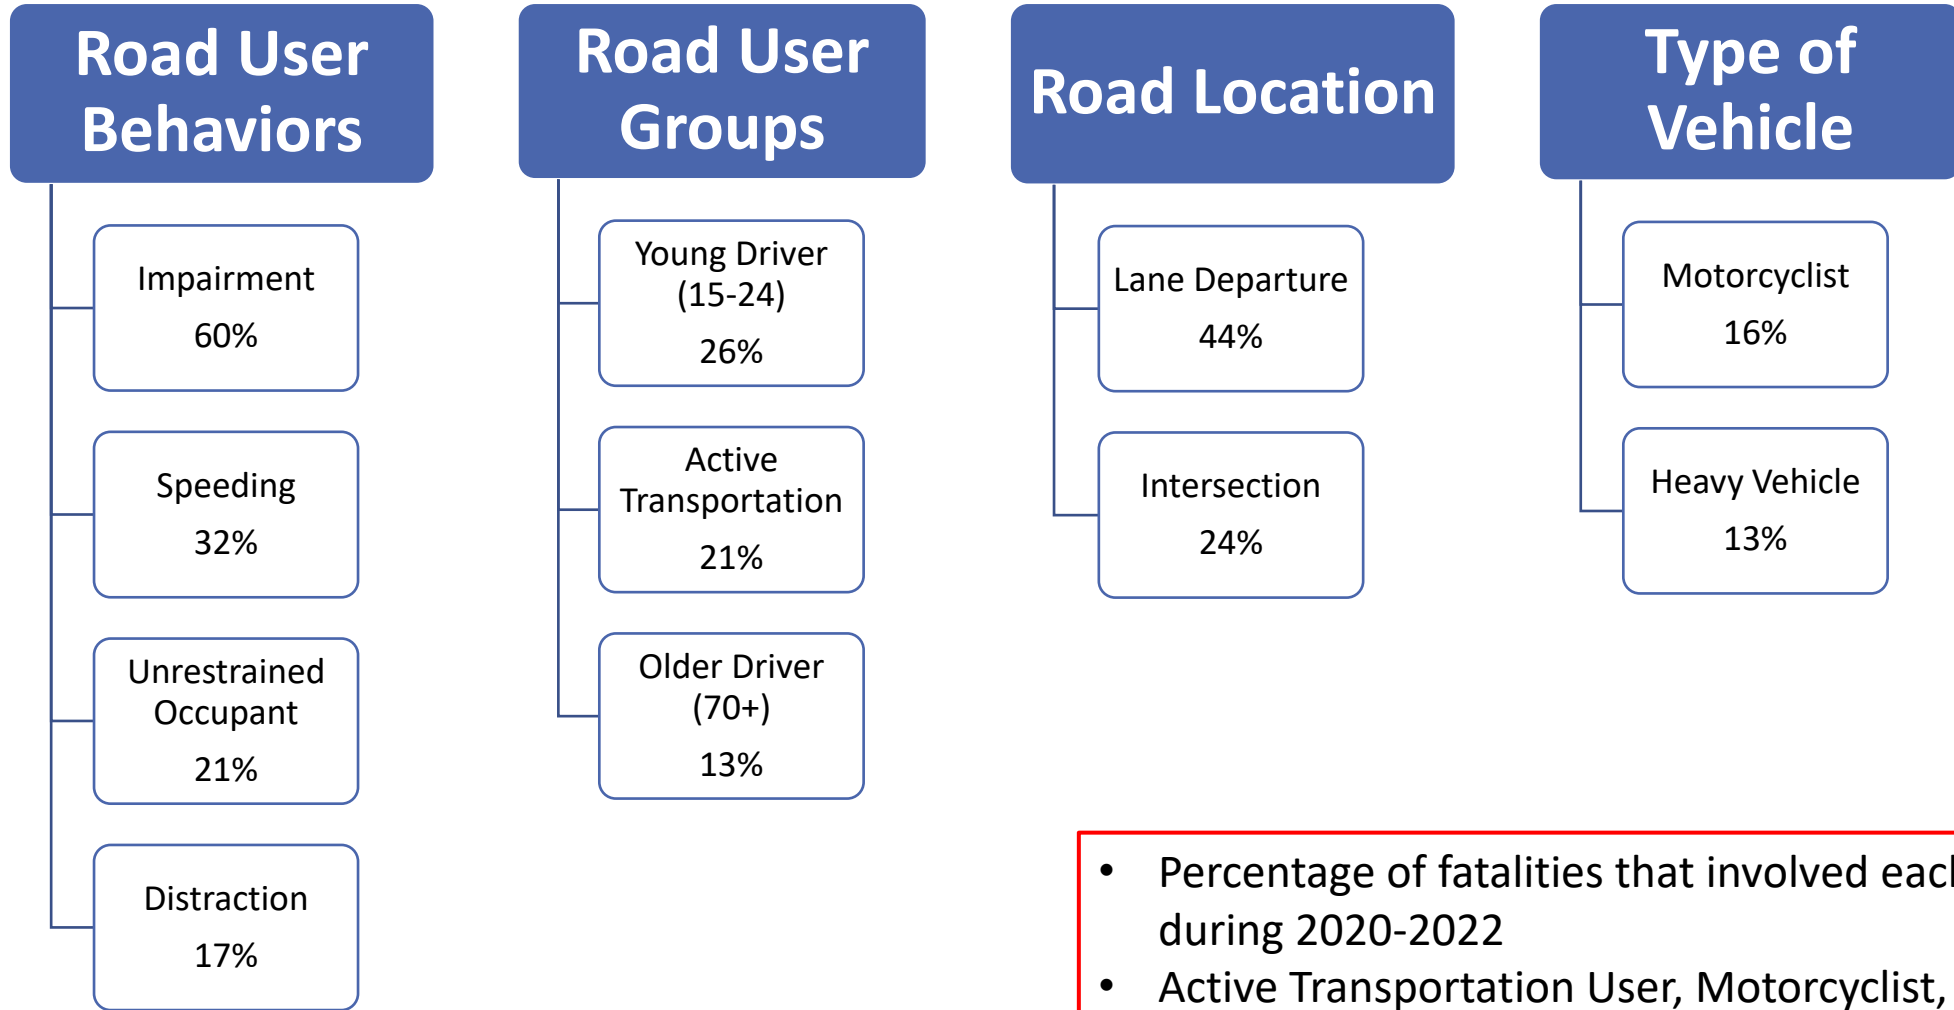 Road User
Behaviors
Impairment
60%
Speeding
32%
Unrestrained
Occupant
21%
Distraction
17%
Road User
Groups
Young Driver
(15-24)
26%
Active
Transportation
21%
Older Driver
(70+)
13%
Road Location
Lane Departure
44%
Intersection
24%
Type of
Vehicle
Motorcyclist
16%
Heavy Vehicle
13%
• Percentage of fatalities that involved each
during 2020-2022
• Active Transportation User, Motorcyclist,